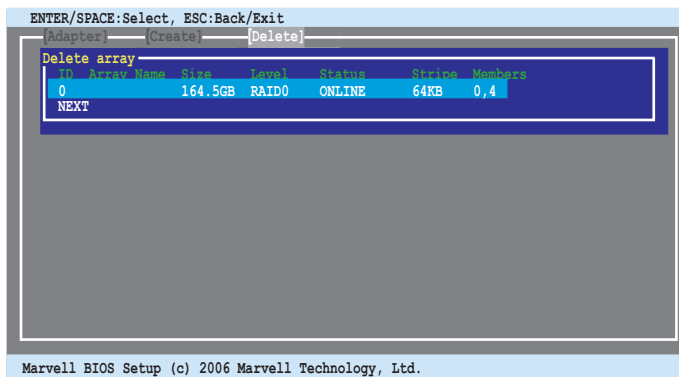 ENTER/SPACE:Select, ESC:Back/Exit
[Adapter] [Create] [Delete]
Delete array
ID Array Name Size Level Status Stripe Members
0 164.5GB RAID0 ONLINE 64KB 0,4
NEXT
Marvell BIOS Setup (c) 2006 Marvell Technology, Ltd.